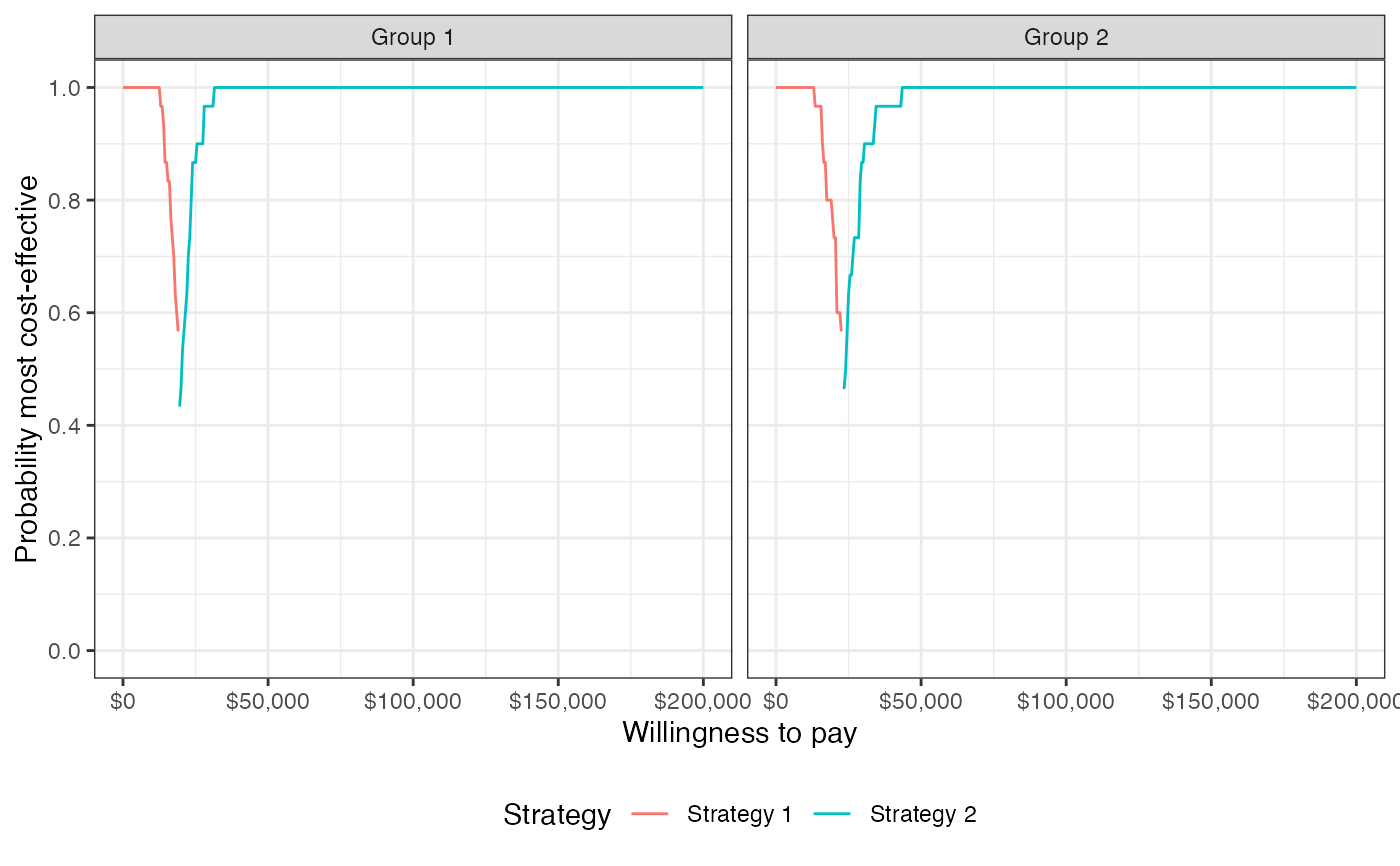 Group 1 Group 2
1.0
0.8
0.6
0.4
0.2
0.0
Probability most cost-effective
$0 $50,000 $100,000 $150,000 $200,000 $0 $50,000 $100,000 $150,000 $200,000
Willingness to pay
Strategy Strategy 1 Strategy 2